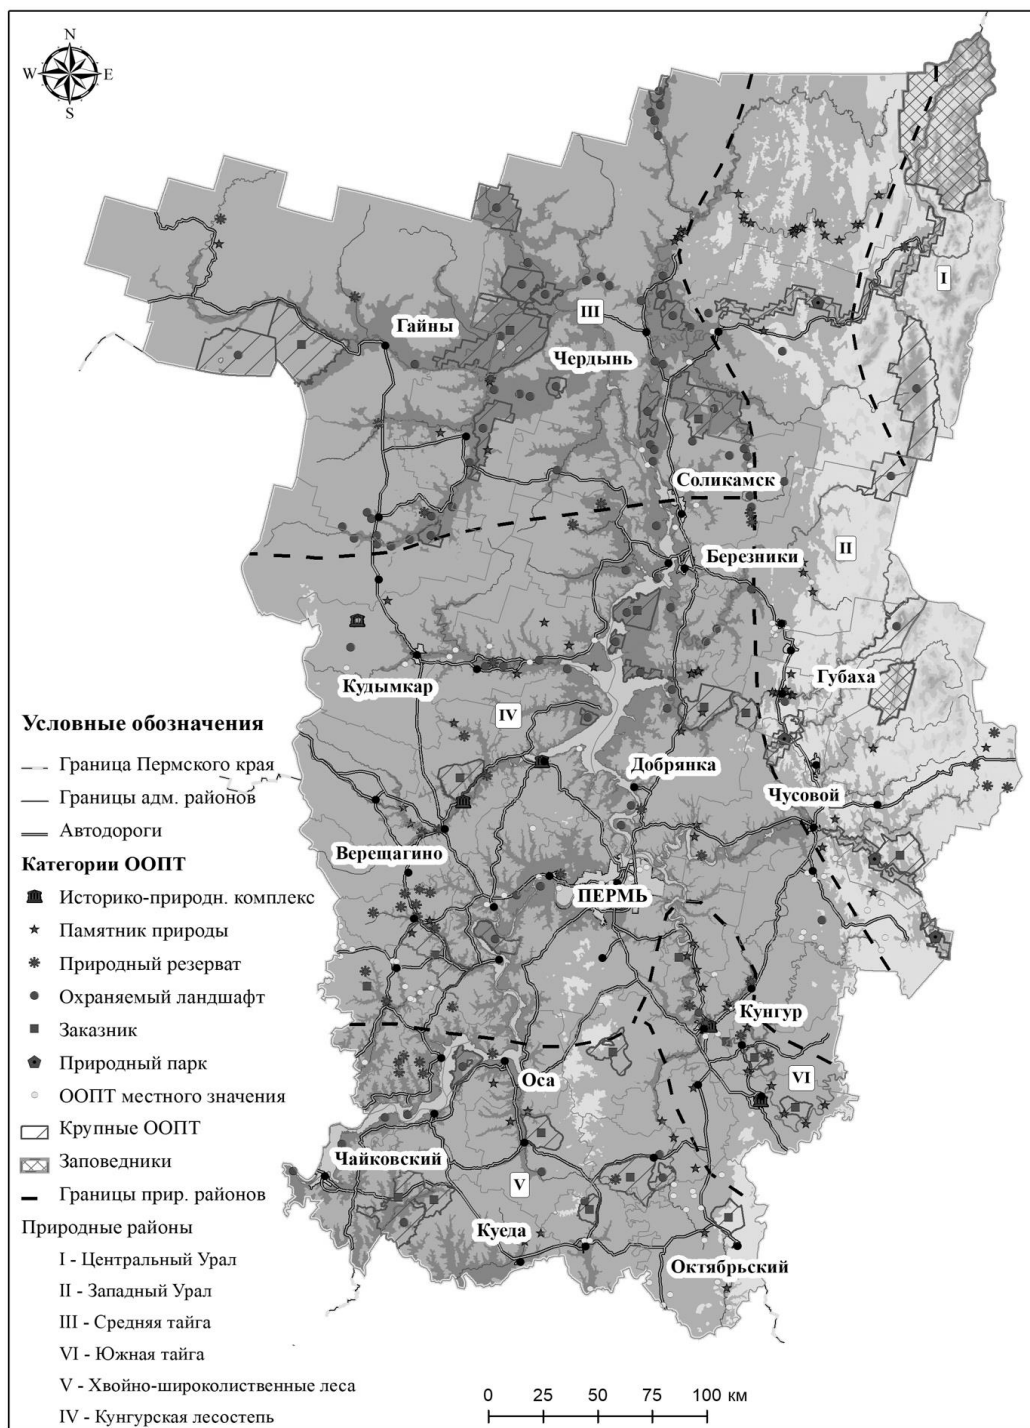 N
W E
S
I
III
Гайны
Чердынь
Соликамск
II
Березники
Губаха
Кудымкар
IV
Добрянка
Чусовой
Верещагино
ПЕРМЬ
Кунгур
VI
Оса
Чайковский
V
Куеда
Октябрьский
Условные обозначения
Граница Пермского края
Границы адм. районов
Автодороги
Категории ООПТ
Историко-природн. комплекс
Памятник природы
Природный резерват
Охраняемый ландшафт
Заказник
Природный парк
ООПТ местного значения
Крупные ООПТ
Заповедники
Границы прир. районов
Природные районы
I - Центральный Урал
II - Западный Урал
III - Средняя тайга
VI - Южная тайга
V - Хвойно-широколиственные леса
IV - Кунгурская лесостепь
0 25 50 75 100 км